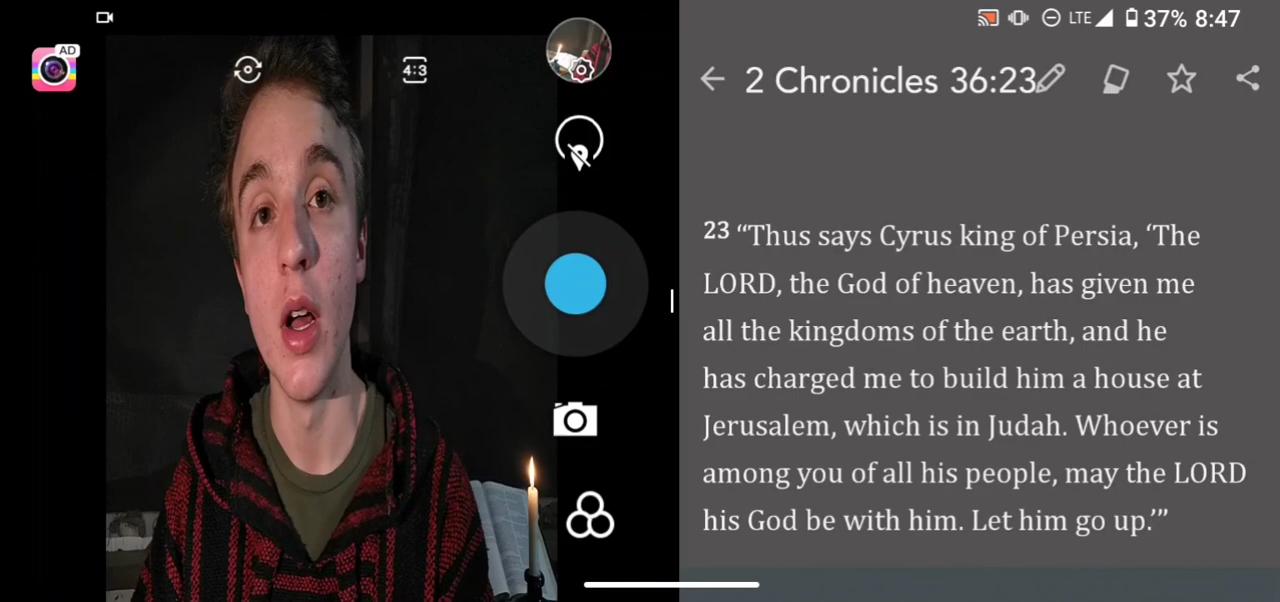 AD
4:3
LTE 37% 8:47
2 Chronicles 36:23
23 “Thus says Cyrus king of Persia, ‘The
LORD, the God of heaven, has given me
all the kingdoms of the earth, and he
has charged me to build him a house at
Jerusalem, which is in Judah. Whoever is
among you of all his people, may the LORD
his God be with him. Let him go up.’”